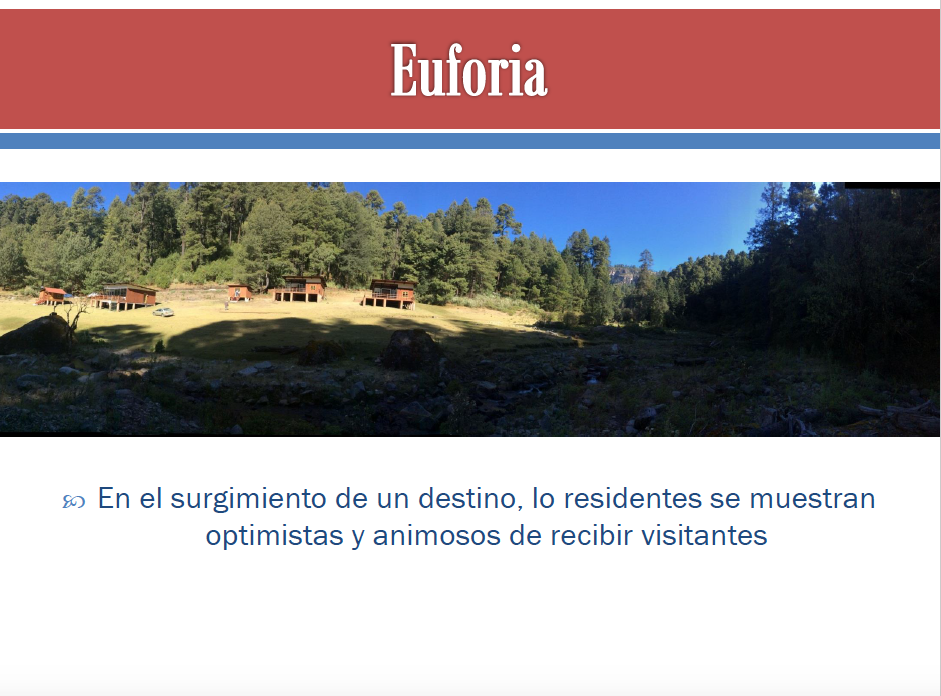 Euforia
En el surgimiento de un destino, lo residentes se muestran
optimistas y animosos de recibir visitantes